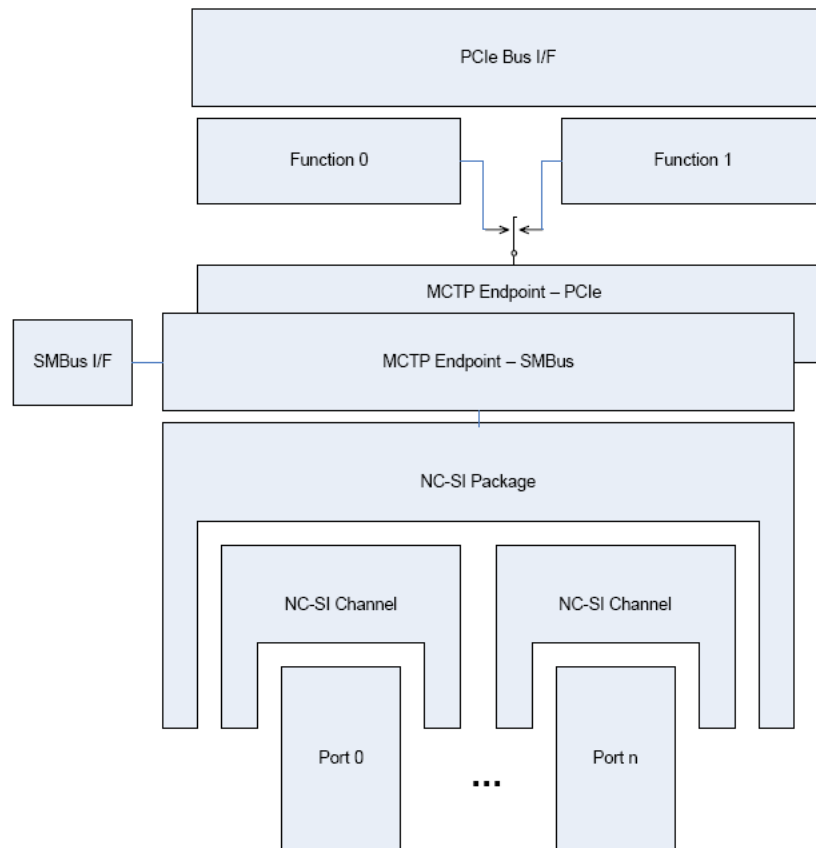 PCIe Bus I/F
Function 0
Function 1
MCTP Endpoint – PCIe
SMBus I/F
MCTP Endpoint – SMBus
NC-SI Package
NC-SI Channel
NC-SI Channel
Port 0
...
Port n